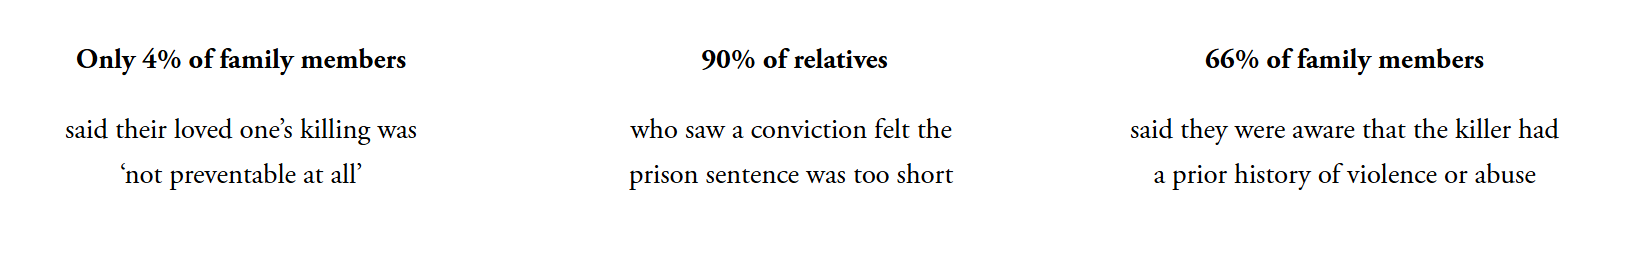 Only 4% of family members
said their loved one’s killing was
‘not preventable at all’
90% of relatives
who saw a conviction felt the
prison sentence was too short
66% of family members
said they were aware that the killer had
a prior history of violence or abuse